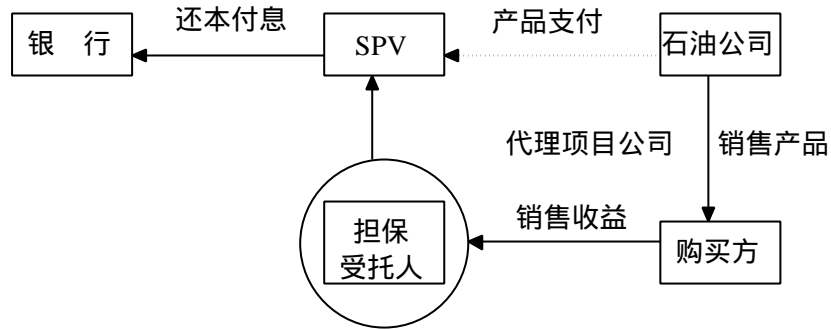 还本付息
产品支付
银 行
SPV
石油公司
代理项目公司
销售产品
担保
受托人
销售收益
购买方